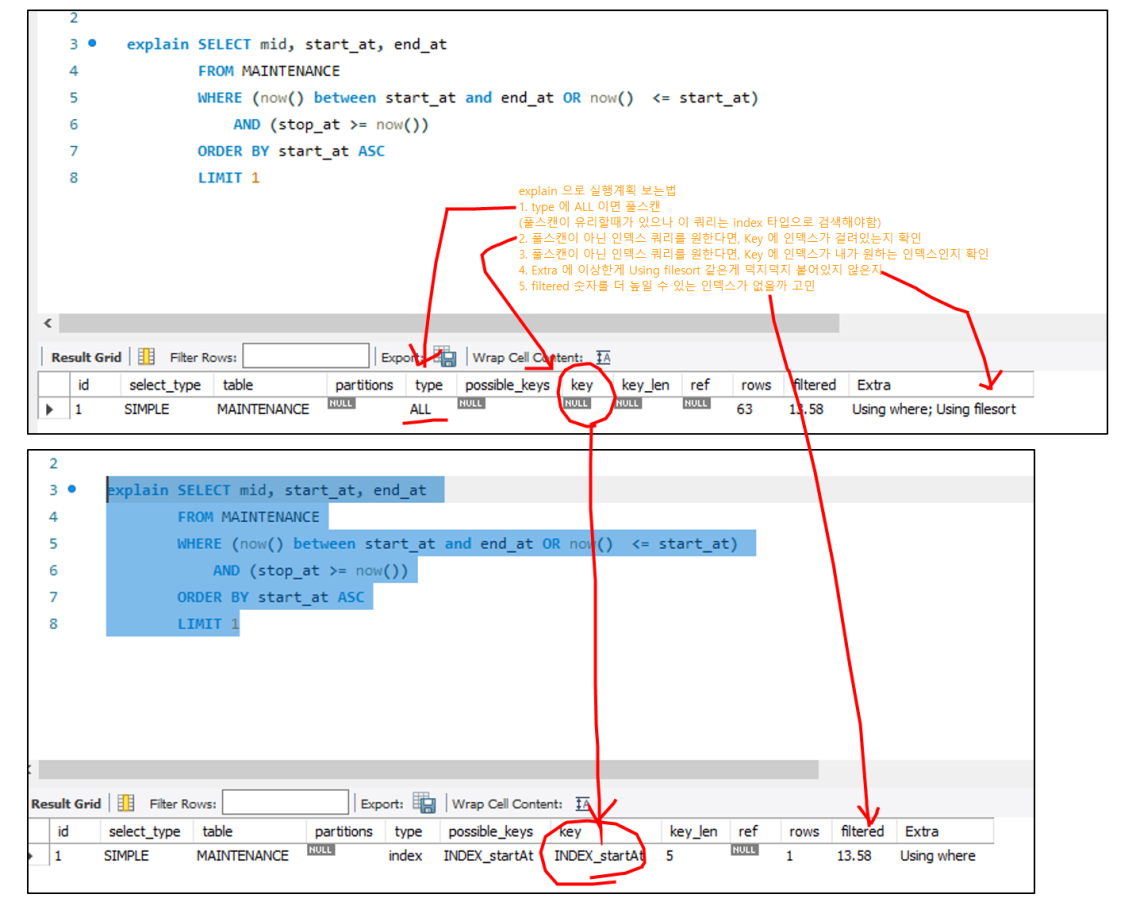 2
3 explain SELECT mid, start_at, end_at
4 FROM MAINTENANCE
5 WHERE (now() between start_at and end_at OR now() <= start_at)
6 AND (stop_at >= now())
7 ORDER BY start_at ASC
8 LIMIT 1
explain 으로 실행계획 보는법
1. type 에 ALL 이면 풀스캔
(풀스캔이 유리할때가 있으나 이 쿼리는 index 타입으로 검색해야함)
2. 풀스캔이 아닌 인덱스 쿼리를 원한다면, Key 에 인덱스가 걸려있는지 확인
3. 풀스캔이 아닌 인덱스 쿼리를 원한다면, Key 에 인덱스가 내가 원하는 인덱스인지 확인
4. Extra 에 이상한게 Using filesort 같은게 덕지덕지 붙어있지 않은지
5. filtered 숫자를 더 높일 수 있는 인덱스가 없을까 고민
Result Grid Filter Rows: Export: Wrap Cell Content:
id select_type table partitions type possible_keys key key_len ref rows filtered Extra
1 SIMPLE MAINTENANCE NULL ALL NULL NULL NULL NULL 63 13.58 Using where; Using filesort
2
3 explain SELECT mid, start_at, end_at
4 FROM MAINTENANCE
5 WHERE (now() between start_at and end_at OR now() <= start_at)
6 AND (stop_at >= now())
7 ORDER BY start_at ASC
8 LIMIT 1
Result Grid Filter Rows: Export: Wrap Cell Content:
id select_type table partitions type possible_keys key key_len ref rows filtered Extra
1 SIMPLE MAINTENANCE NULL index INDEX_startAt INDEX_startAt 5 NULL 1 13.58 Using where